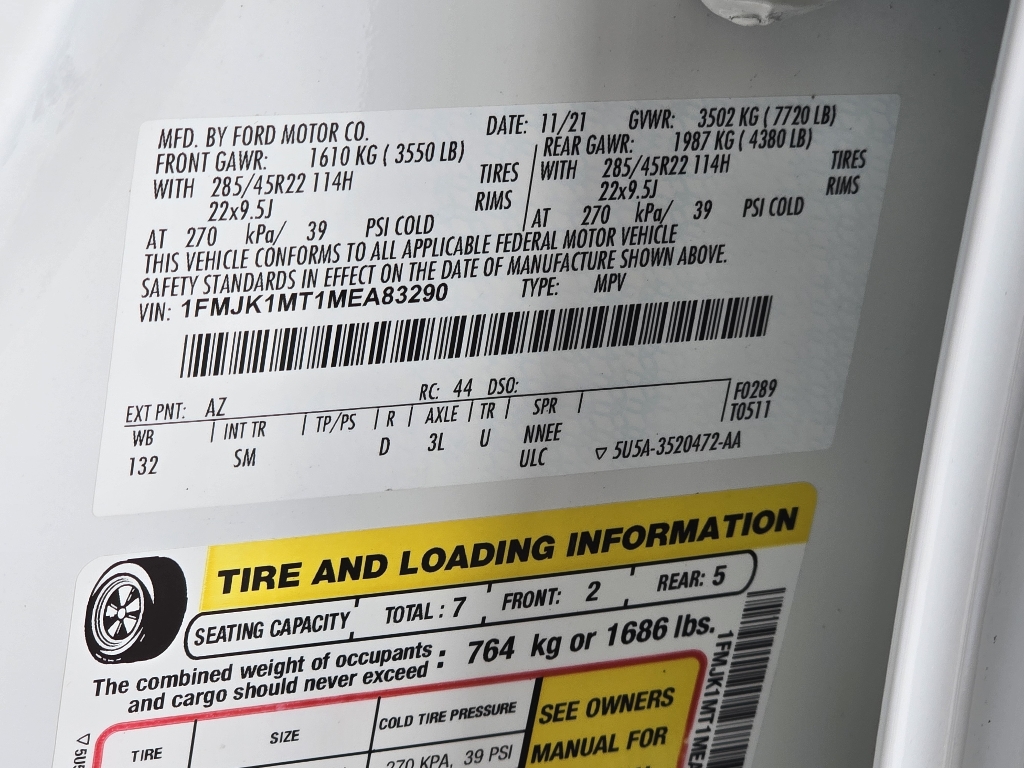 MFD. BY FORD MOTOR CO. DATE: 11/21 GVWR: 3502 KG ( 7720 LB)
FRONT GAWR: 1610 KG ( 3550 LB) REAR GAWR: 1987 KG ( 4380 LB)
WITH 285/45R22 114H TIRES WITH 285/45R22 114H TIRES
22x9.5J RIMS 22x9.5J RIMS
AT 270 kPa/ 39 PSI COLD AT 270 kPa/ 39 PSI COLD
THIS VEHICLE CONFORMS TO ALL APPLICABLE FEDERAL MOTOR VEHICLE
SAFETY STANDARDS IN EFFECT ON THE DATE OF MANUFACTURE SHOWN ABOVE.
VIN: 1FMJK1MT1MEA83290 TYPE: MPV
EXT PNT: AZ RC: 44 DSO: F0289
WB INT TR TP/PS R AXLE TR SPR T0511
132 SM D 3L U NNEE
ULC ▽ 5U5A-3520472-AA
TIRE AND LOADING INFORMATION
SEATING CAPACITY TOTAL : 7 FRONT: 2 REAR: 5
The combined weight of occupants
and cargo should never exceed : 764 kg or 1686 lbs.
TIRE SIZE COLD TIRE PRESSURE SEE OWNERS
270 KPA, 39 PSI MANUAL FOR
1FMJK1MT1MEA
▽ 5U5